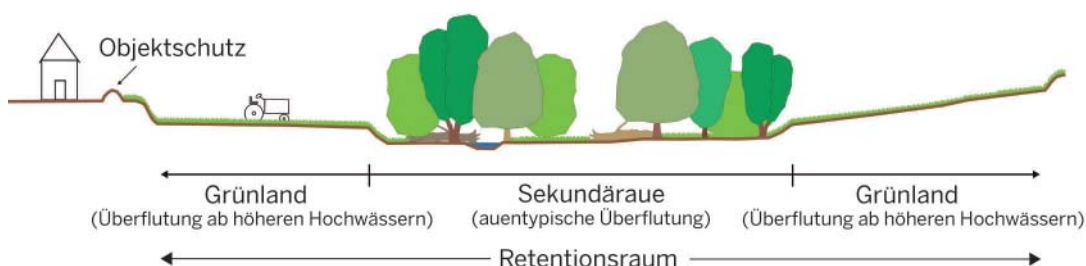 Objektschutz
Grünland
(Überflutung ab höheren Hochwässern)
Sekundäraue
(auentypische Überflutung)
Grünland
(Überflutung ab höheren Hochwässern)
Retentionsraum